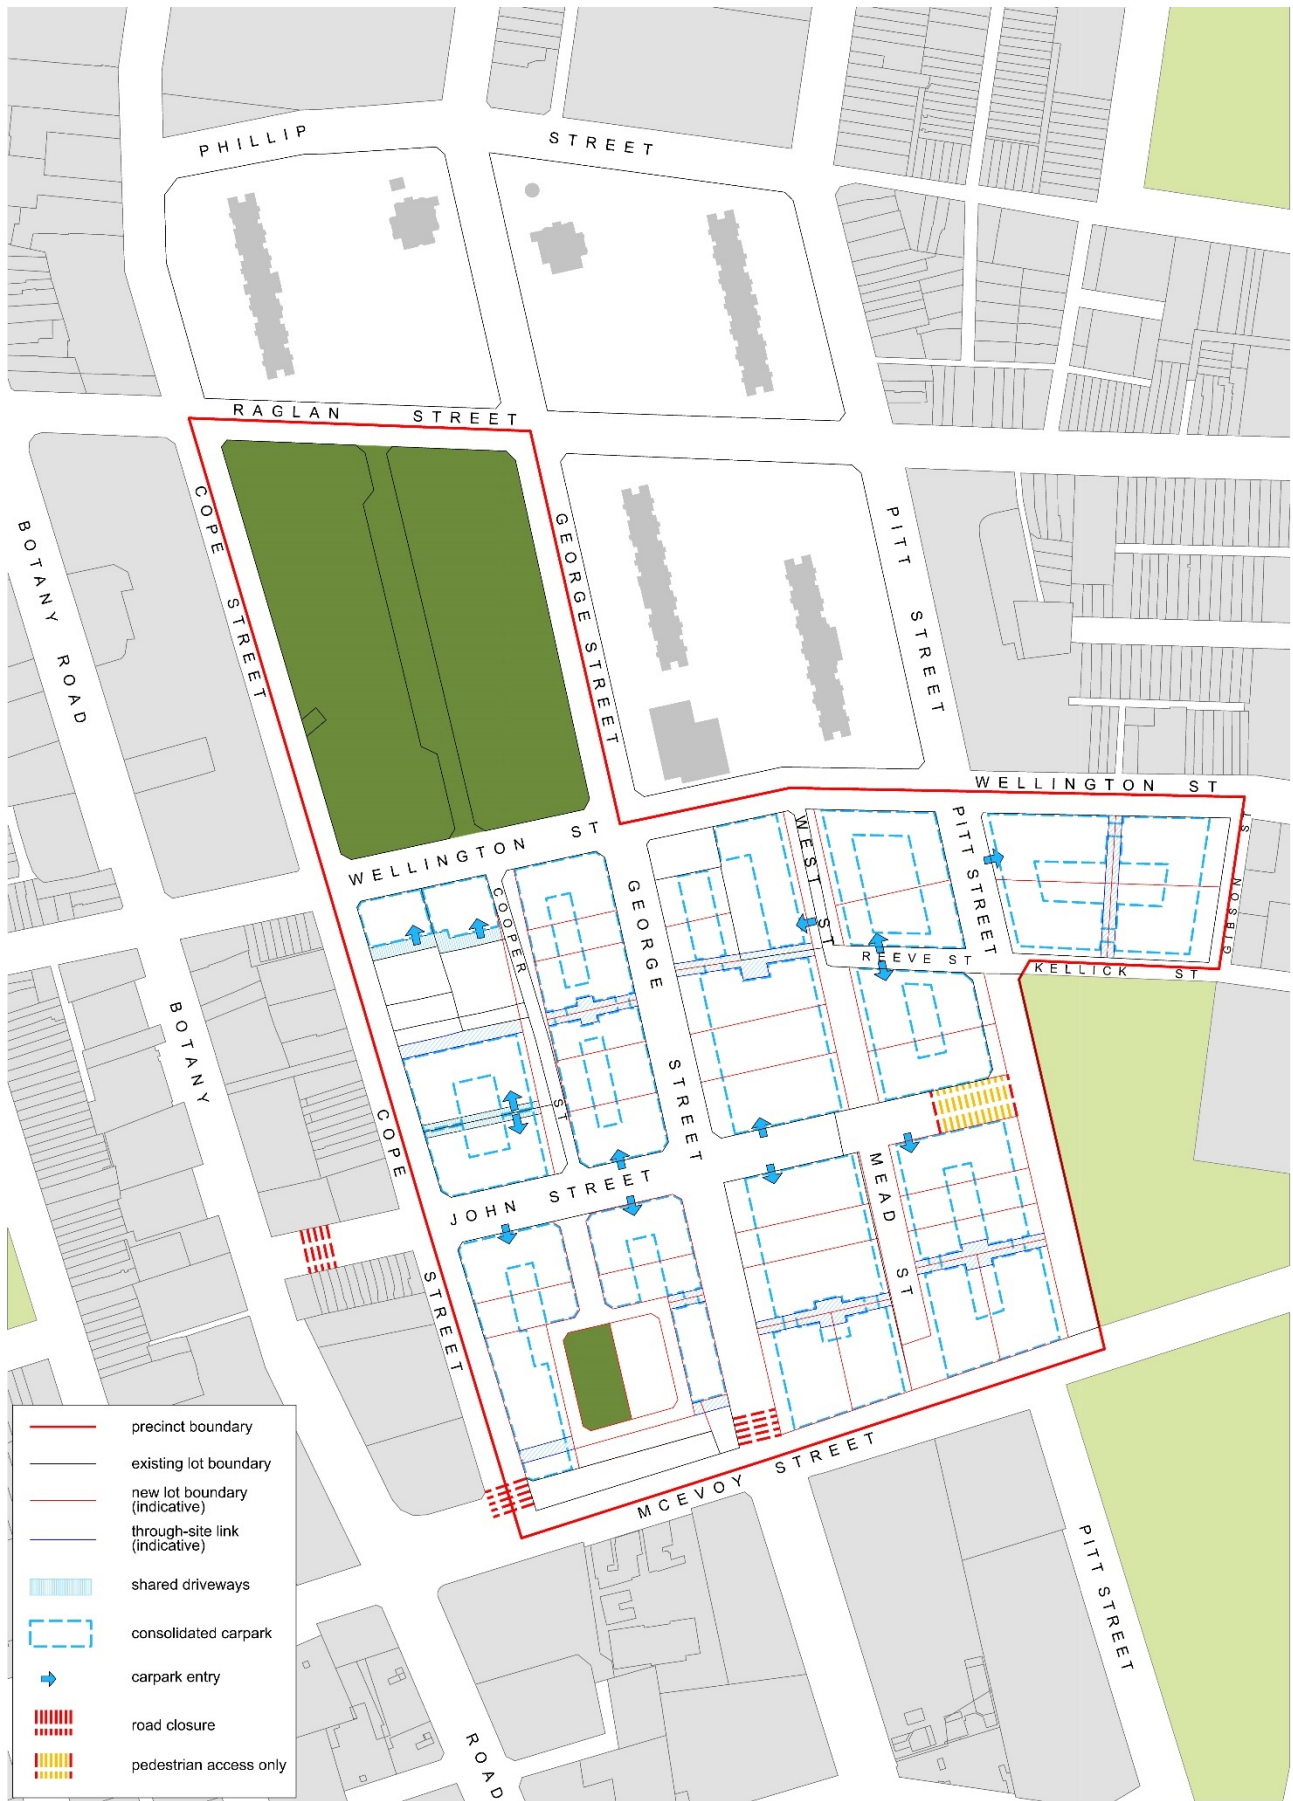 PHILLIP STREET
RAGLAN STREET
COPE STREET
BOTANY ROAD
GEORGE STREET
PITT STREET
WELLINGTON ST
WELLINGTON ST
WEST ST
PITT STREET
GIBSON ST
COOPER ST
GEORGE STREET
REEVE ST
KELLICK ST
BOTANY ROAD
COPE STREET
JOHN STREET
MEAD ST
MCEVOY STREET
PITT STREET
precinct boundary
existing lot boundary
new lot boundary
(indicative)
through-site link
(indicative)
shared driveways
consolidated carpark
carpark entry
road closure
pedestrian access only